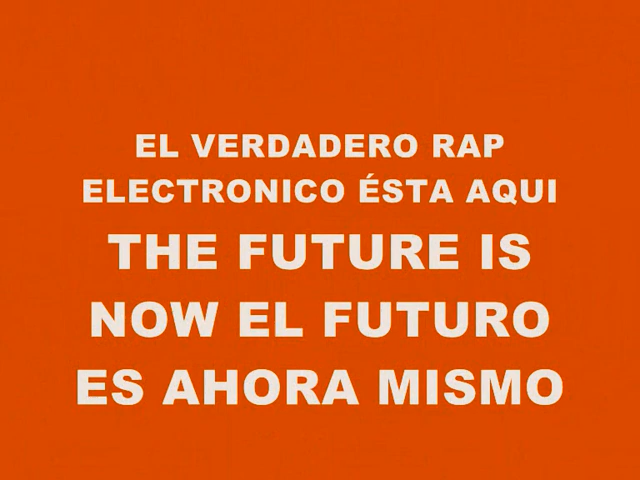 EL VERDADERO RAP
ELECTRONICO ÉSTA AQUI
THE FUTURE IS
NOW EL FUTURO
ES AHORA MISMO